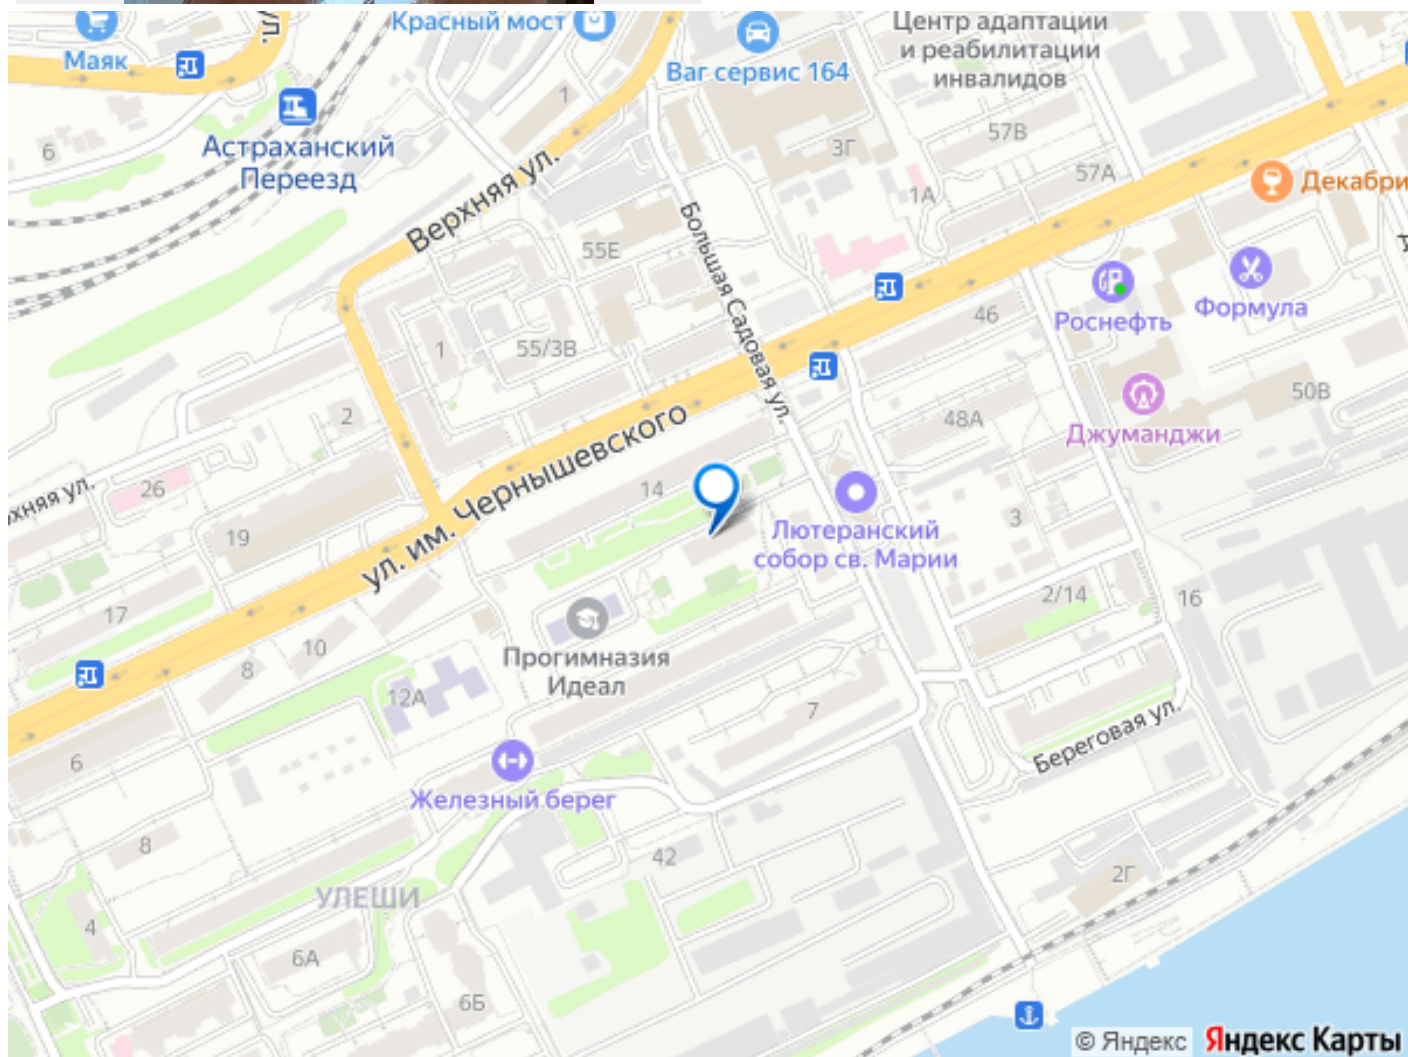 Красный мост
Центр адаптации
и реабилитации
инвалидов
ул.
Маяк
Ваг сервис 164
1
57В
6
Астраханский
Переезд
3Г
57А
1А
Декабри
Верхняя ул.
Большая Садовая ул.
55Е
Роснефть
Формула
46
1
55/3В
2
48А
50В
Джуманджи
ул. им. Чернышевского
хняя ул.
26
14
19
3
Лютеранский
собор св. Марии
2/14
16
17
10
8
Прогимназия
Идеал
12А
7
Береговая ул.
6
Железный берег
8
42
2Г
УЛЕШИ
4
6А
6Б
© Яндекс
Яндекс Карты